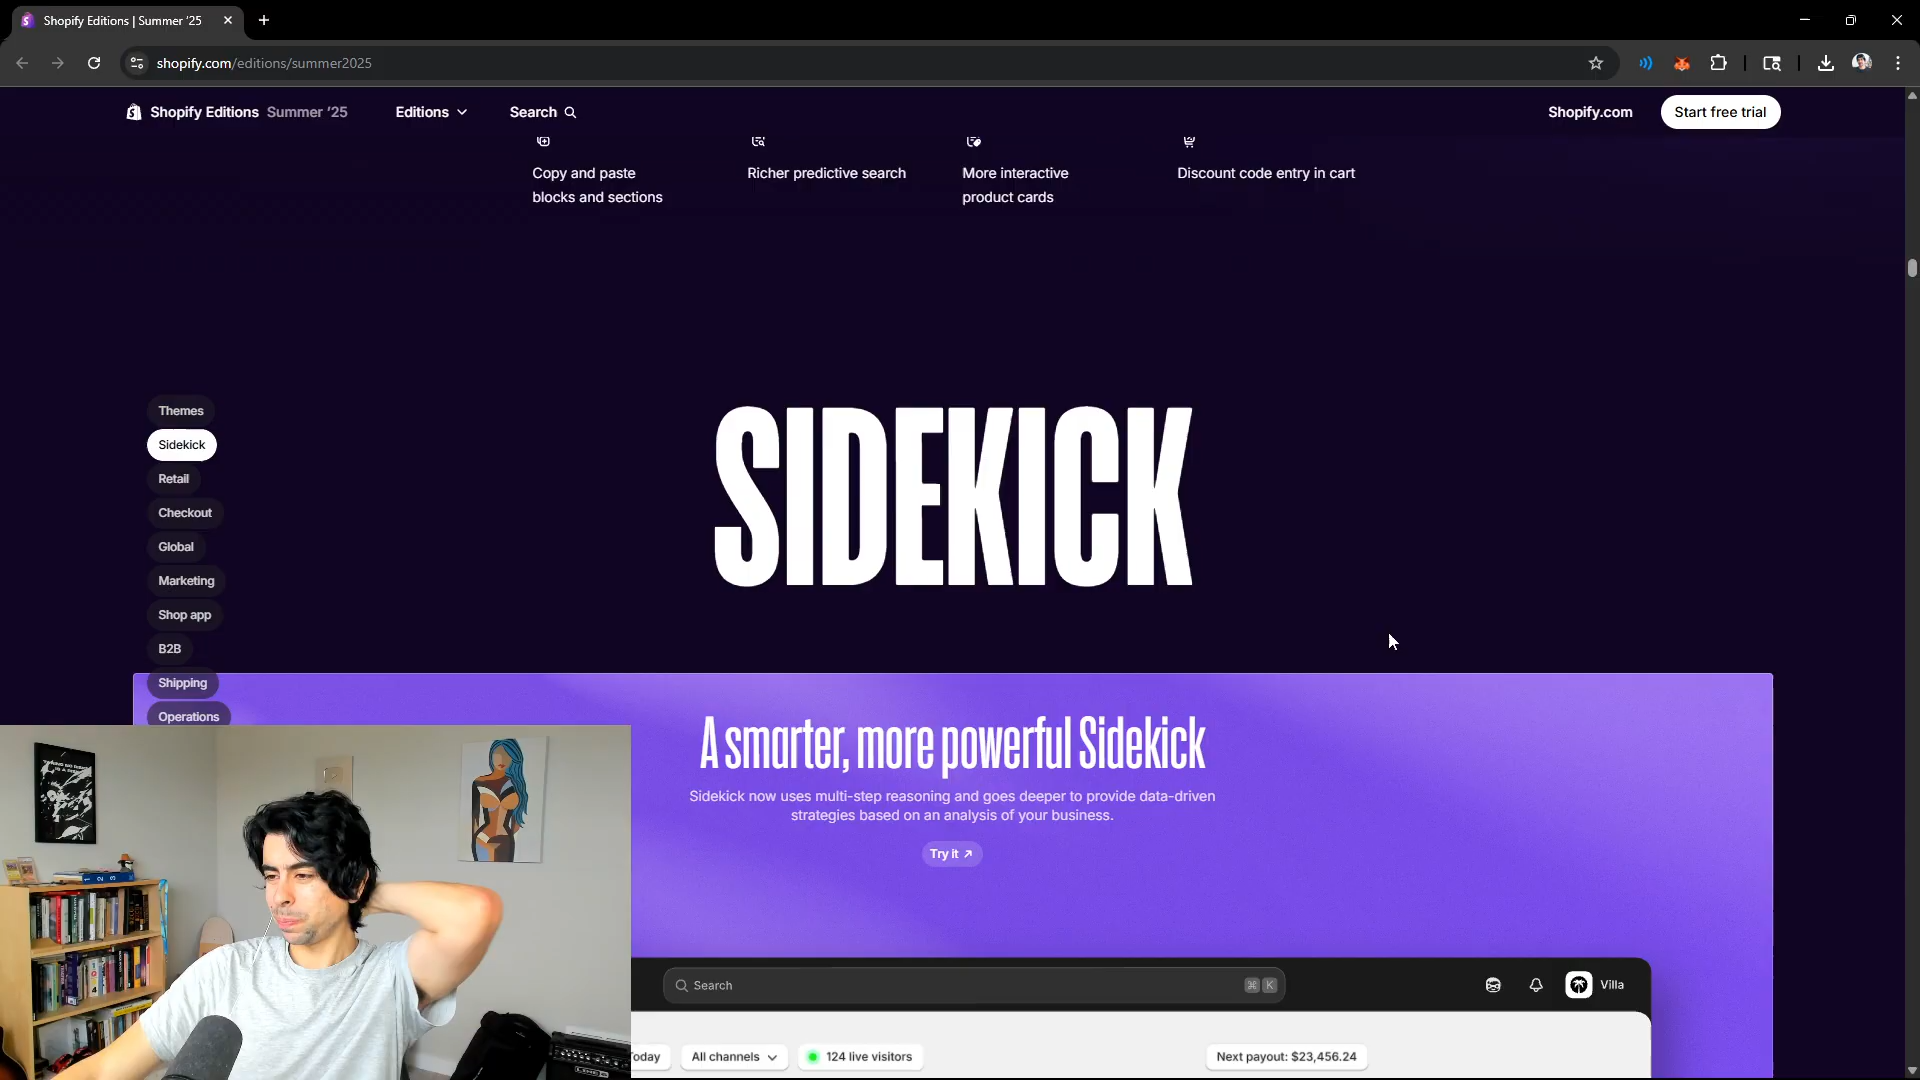 Shopify Editions | Summer '25
shopify.com/editions/summer2025
Shopify Editions Summer '25
Editions
Search
Shopify.com
Start free trial
Copy and paste
blocks and sections
Richer predictive search
More interactive
product cards
Discount code entry in cart
SIDEKICK
Themes
Sidekick
Retail
Checkout
Global
Marketing
Shop app
B2B
Shipping
Operations
A smarter, more powerful Sidekick
Sidekick now uses multi-step reasoning and goes deeper to provide data-driven
strategies based on an analysis of your business.
Try it
Search
⌘ K
Villa
All channels
124 live visitors
Next payout: $23,456.24